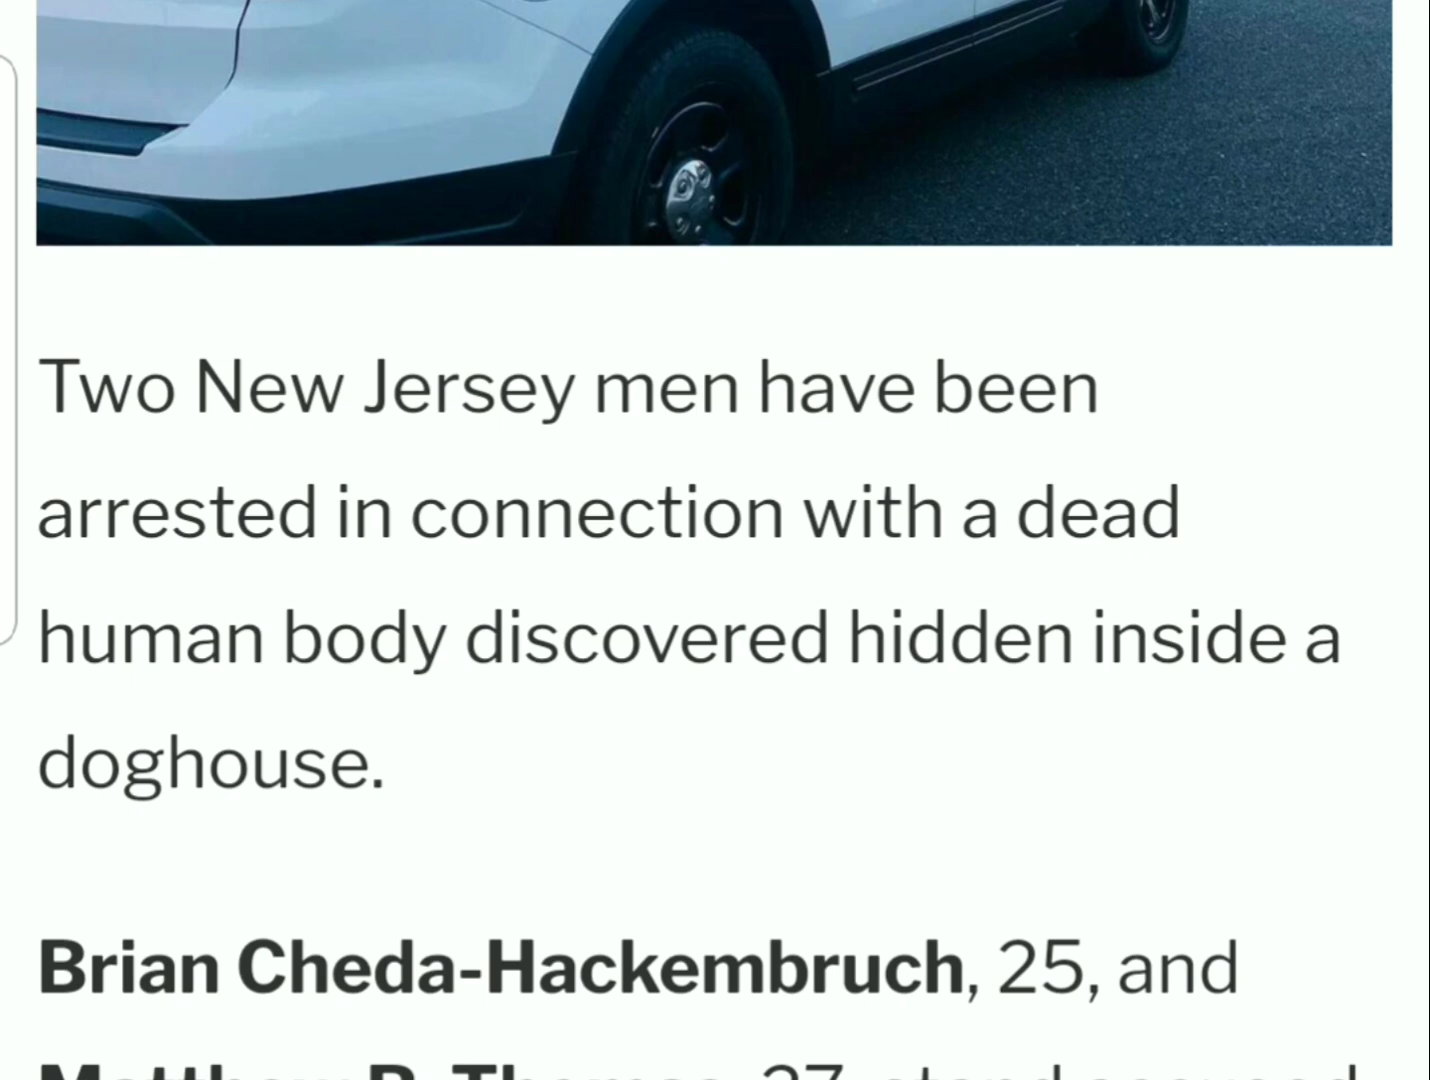 Two New Jersey men have been
arrested in connection with a dead
human body discovered hidden inside a
doghouse.
Brian Cheda-Hackembruch, 25, and